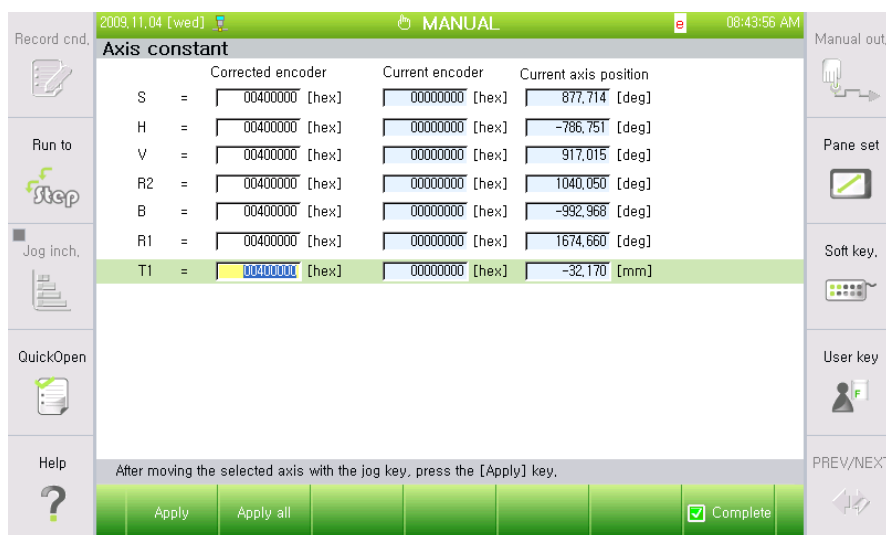 2009,11,04 [wed] MANUAL e 08:43:56 AM
Axis constant
Corrected encoder Current encoder Current axis position
S = 00400000 [hex] 00000000 [hex] 877,714 [deg]
H = 00400000 [hex] 00000000 [hex] -786,751 [deg]
V = 00400000 [hex] 00000000 [hex] 917,015 [deg]
R2 = 00400000 [hex] 00000000 [hex] 1040,050 [deg]
B = 00400000 [hex] 00000000 [hex] -992,968 [deg]
R1 = 00400000 [hex] 00000000 [hex] 1674,660 [deg]
T1 = 00400000 [hex] 00000000 [hex] -32,170 [mm]
After moving the selected axis with the jog key, press the [Apply] key,
Apply Apply all Complete
Record cnd,
Run to
Step
Jog inch,
QuickOpen
Help
?
Manual out,
Pane set
Soft key,
User key
F
PREV/NEXT